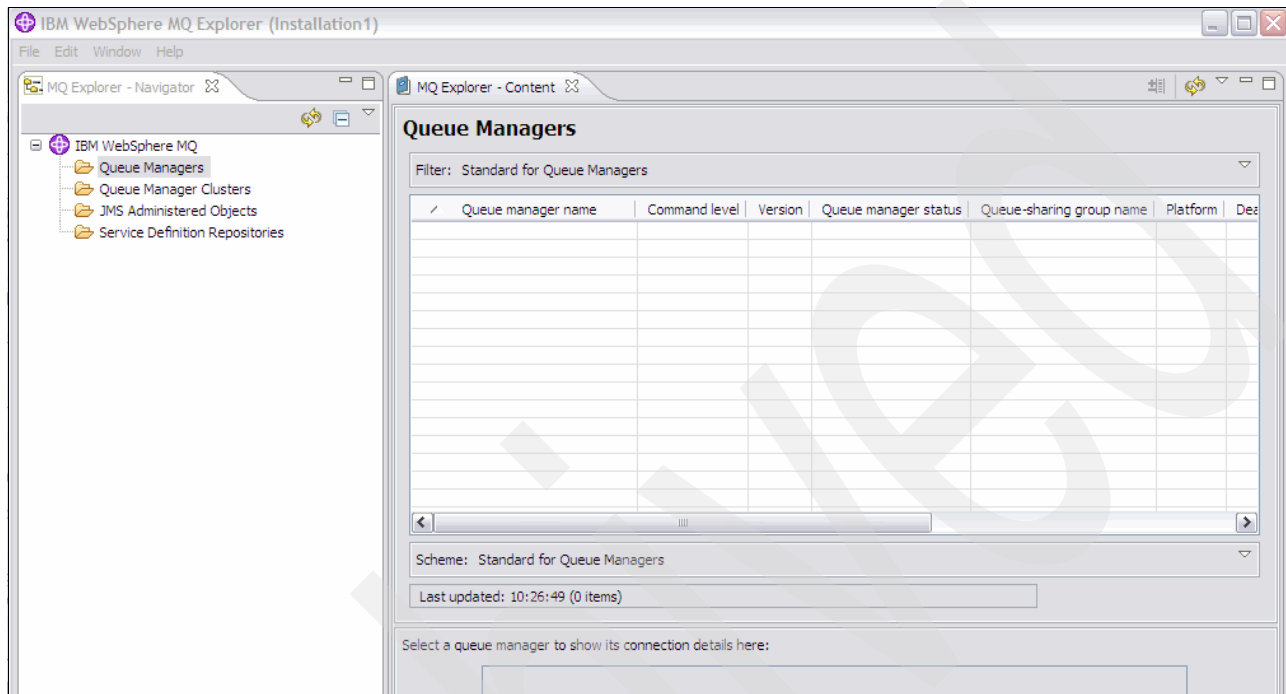 IBM WebSphere MQ Explorer (Installation1)
File Edit Window Help
MQ Explorer - Navigator
MQ Explorer - Content
IBM WebSphere MQ
Queue Managers
Queue Manager Clusters
JMS Administered Objects
Service Definition Repositories
Queue Managers
Filter: Standard for Queue Managers
Queue manager name Command level Version Queue manager status Queue-sharing group name Platform Dea
Scheme: Standard for Queue Managers
Last updated: 10:26:49 (0 items)
Select a queue manager to show its connection details here: